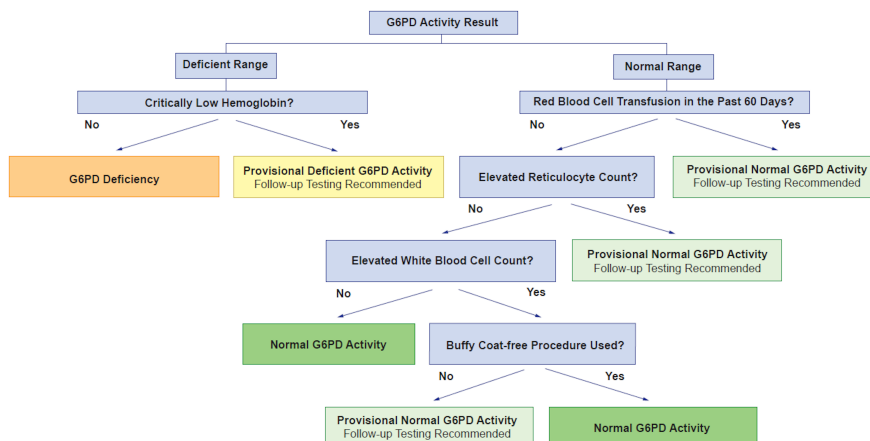 G6PD Activity Result
Deficient Range
Normal Range
Critically Low Hemoglobin?
Red Blood Cell Transfusion in the Past 60 Days?
No
Yes
No
Yes
G6PD Deficiency
Provisional Deficient G6PD Activity
Follow-up Testing Recommended
Elevated Reticulocyte Count?
Provisional Normal G6PD Activity
Follow-up Testing Recommended
No
Yes
Elevated White Blood Cell Count?
Provisional Normal G6PD Activity
Follow-up Testing Recommended
No
Yes
Normal G6PD Activity
Buffy Coat-free Procedure Used?
No
Yes
Provisional Normal G6PD Activity
Follow-up Testing Recommended
Normal G6PD Activity